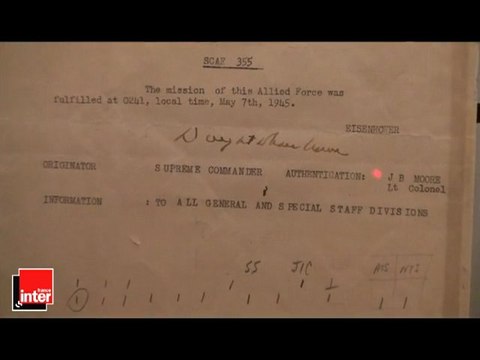 SCAF 355
The mission of this Allied Force was
fulfilled at 0241, local time, May 7th, 1945.
EISENHOWER
Dwight Eisenhower
ORIGINATOR SUPREME COMMANDER AUTHENTICATION: J B MOORE
Lt Colonel
INFORMATION : TO ALL GENERAL AND SPECIAL STAFF DIVISIONS
SS JIC
france
inter